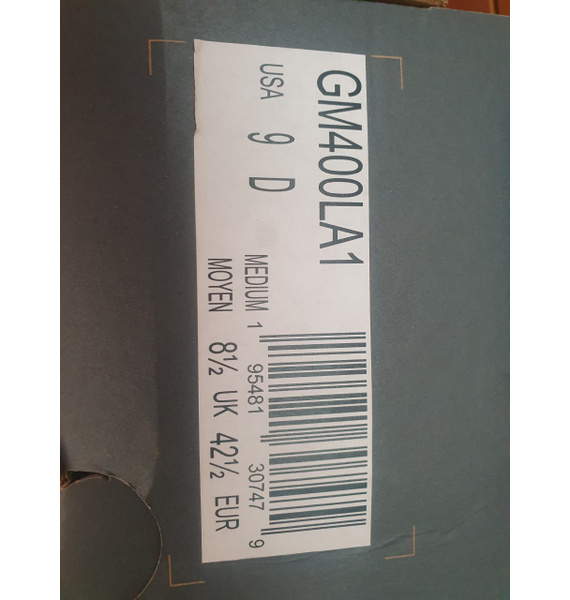 GM400LA1
USA 9 D
MEDIUM
MOYEN
1 95481 30747 9
8½ UK 42½ EUR